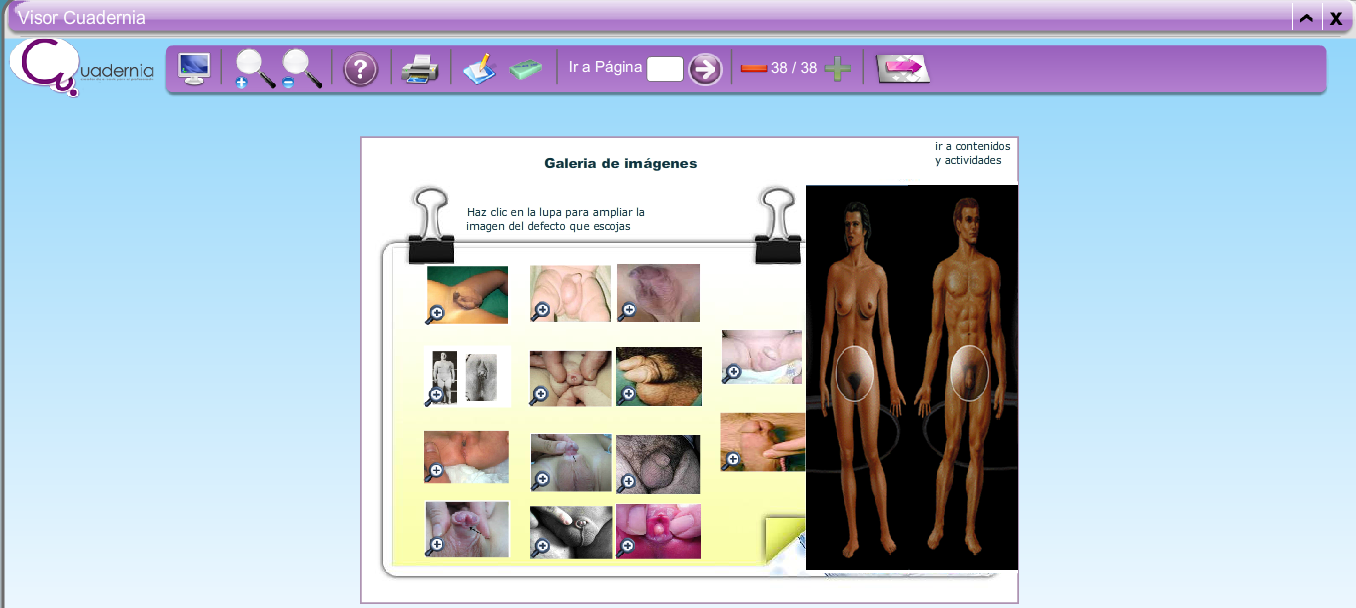 Visor Cuadernia
X
uadernia
?
Ir a Página
38 / 38
ir a contenidos
y actividades
Galeria de imágenes
Haz clic en la lupa para ampliar la
imagen del defecto que escojas